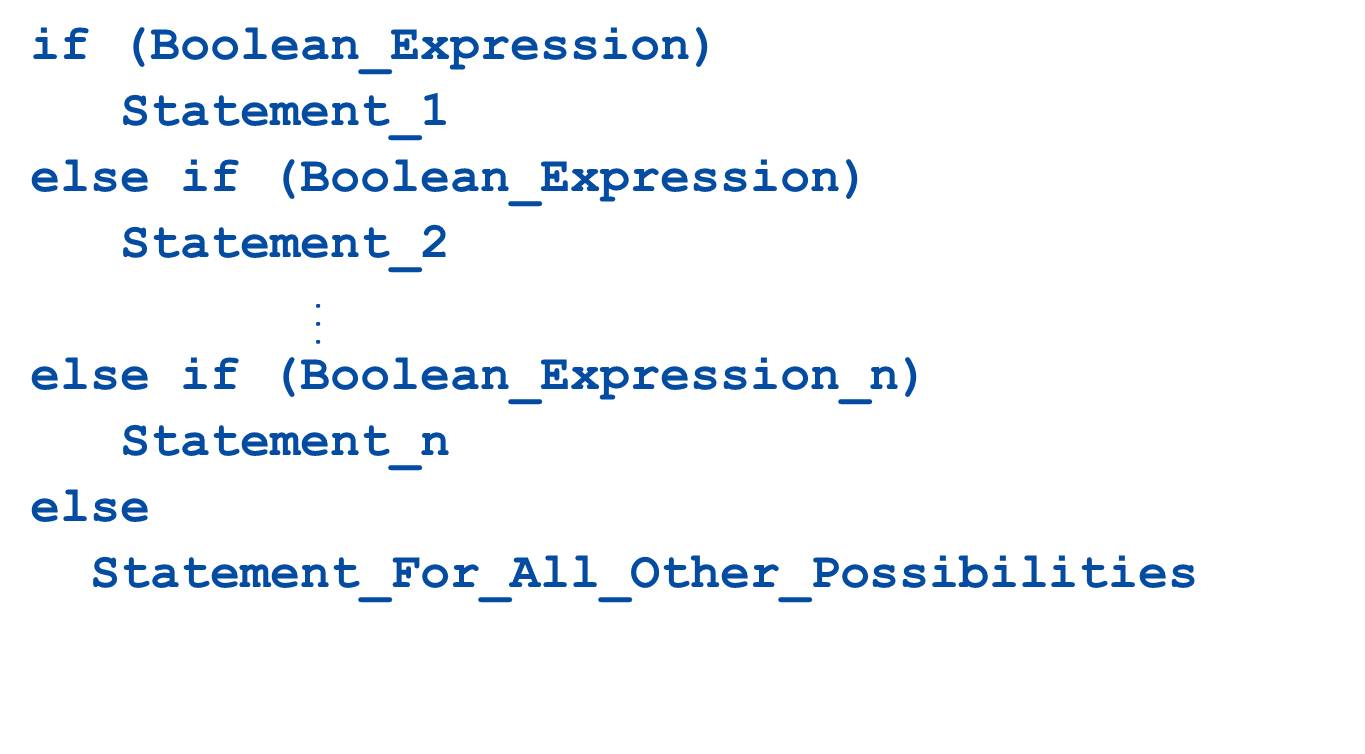 if (Boolean_Expression)
   Statement_1
else if (Boolean_Expression)
   Statement_2
⋮
else if (Boolean_Expression_n)
   Statement_n
else
  Statement_For_All_Other_Possibilities